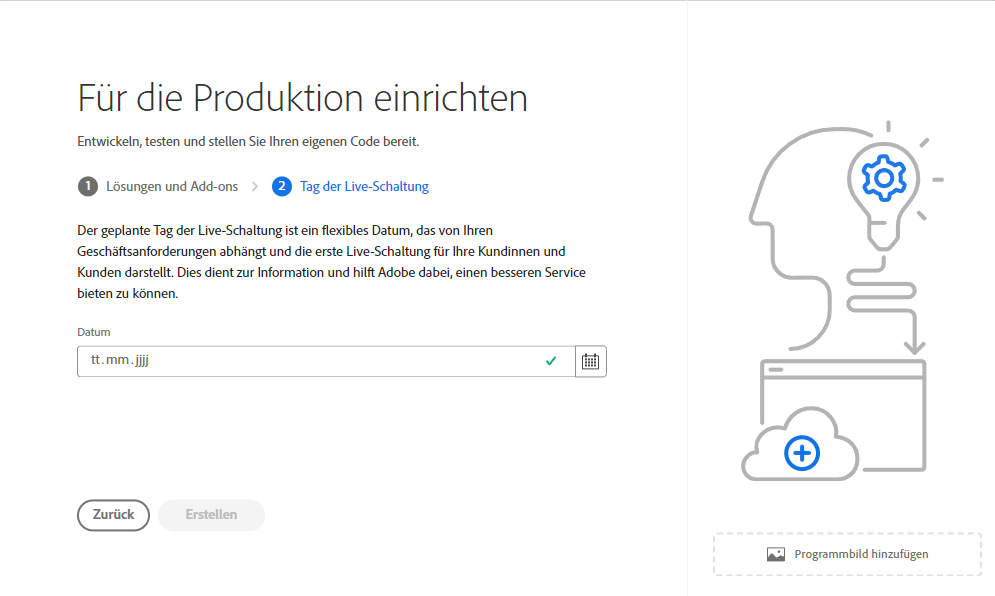 Für die Produktion einrichten
Entwickeln, testen und stellen Sie Ihren eigenen Code bereit.
1 Lösungen und Add-ons > 2 Tag der Live-Schaltung
Der geplante Tag der Live-Schaltung ist ein flexibles Datum, das von Ihren
Geschäftsanforderungen abhängt und die erste Live-Schaltung für Ihre Kundinnen und
Kunden darstellt. Dies dient zur Information und hilft Adobe dabei, einen besseren Service
bieten zu können.
Datum
tt.mm.jjjj
Zurück Erstellen
Programmbild hinzufügen